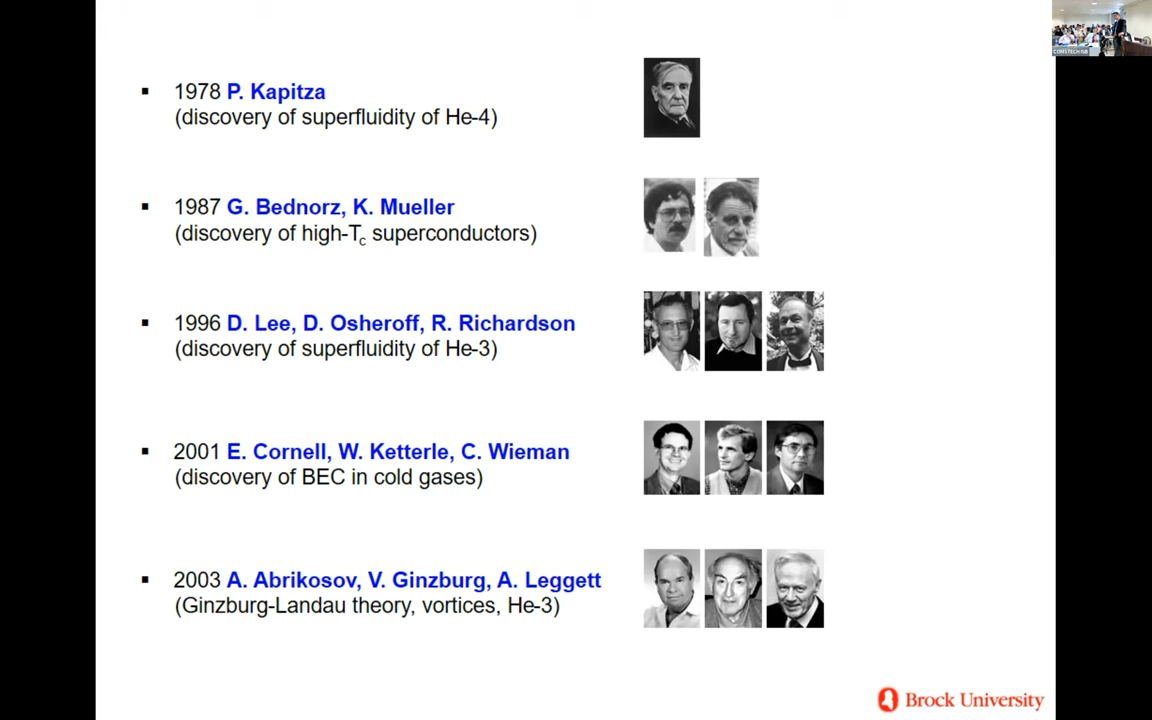 ▪ 1978 P. Kapitza
(discovery of superfluidity of He-4)
▪ 1987 G. Bednorz, K. Mueller
(discovery of high-Tc superconductors)
▪ 1996 D. Lee, D. Osheroff, R. Richardson
(discovery of superfluidity of He-3)
▪ 2001 E. Cornell, W. Ketterle, C. Wieman
(discovery of BEC in cold gases)
▪ 2003 A. Abrikosov, V. Ginzburg, A. Leggett
(Ginzburg-Landau theory, vortices, He-3)
Brock University